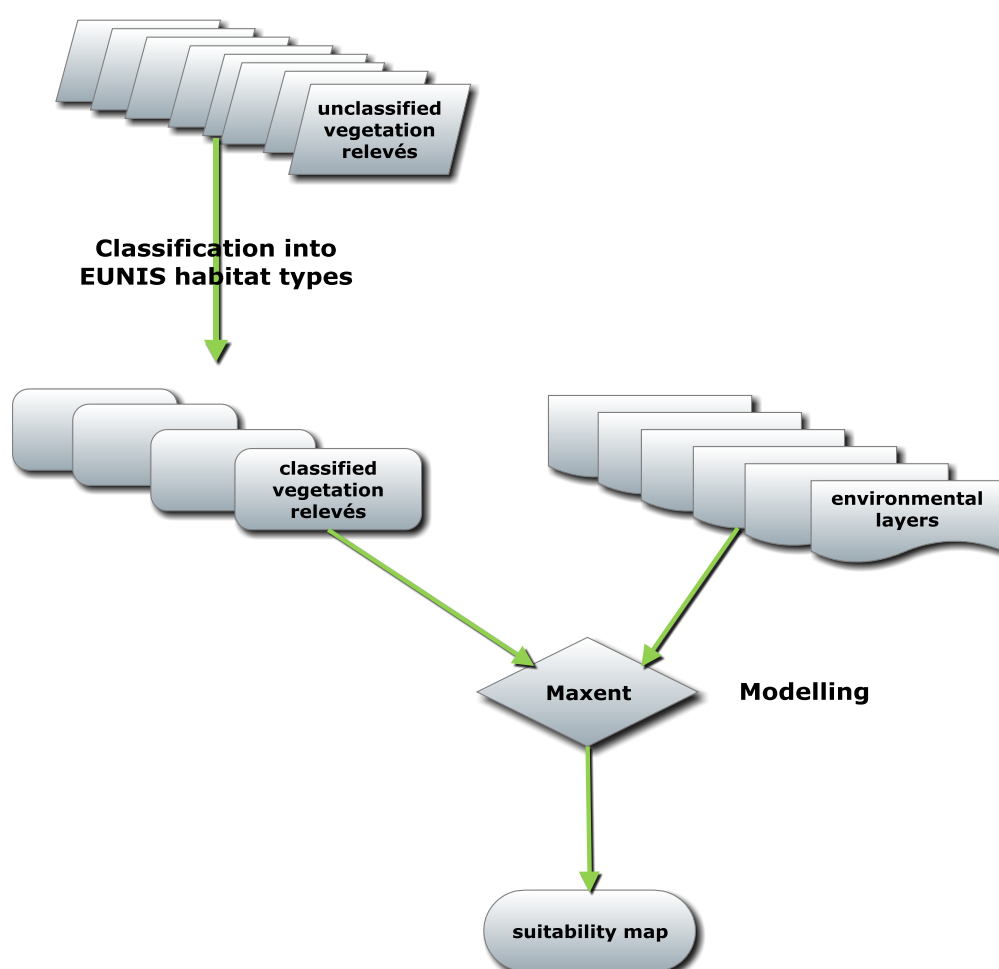 unclassified
vegetation
relevés
Classification into
EUNIS habitat types
classified
vegetation
relevés
environmental
layers
Maxent
Modelling
suitability map